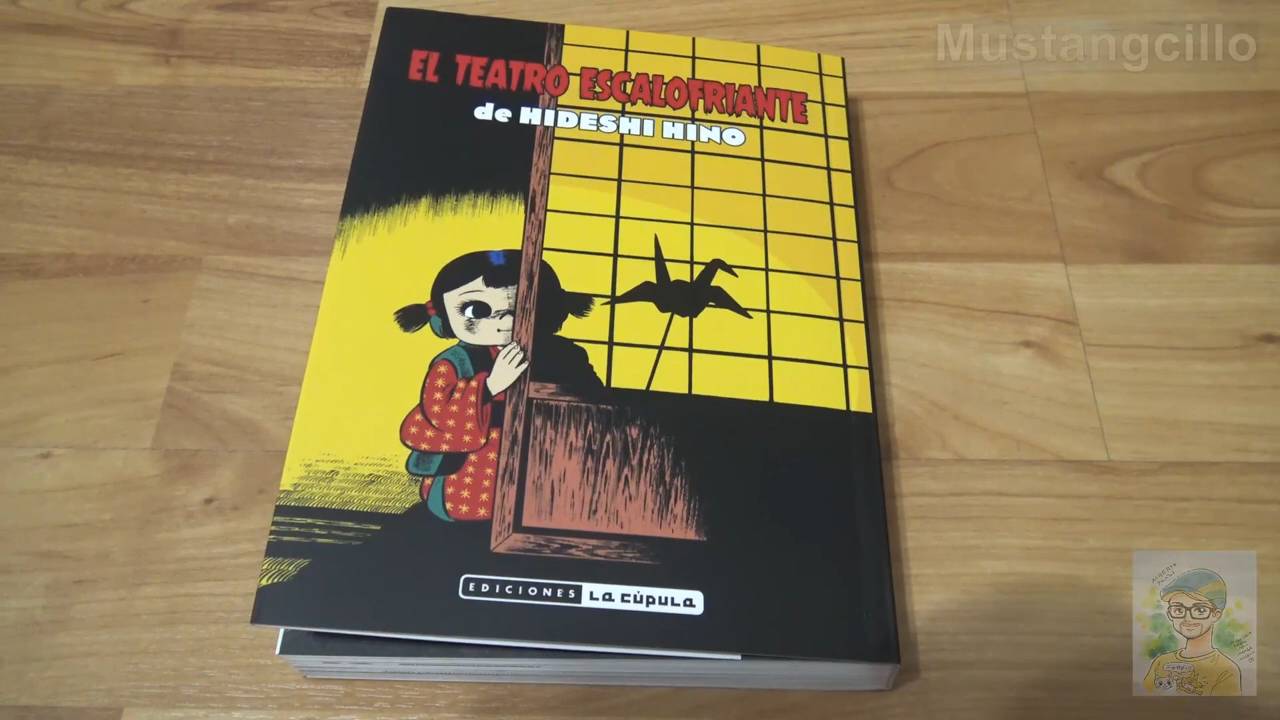 Mustangcillo
EL TEATRO ESCALOFRIANTE
de HIDESHI HINO
EDICIONES LA CÚPULA